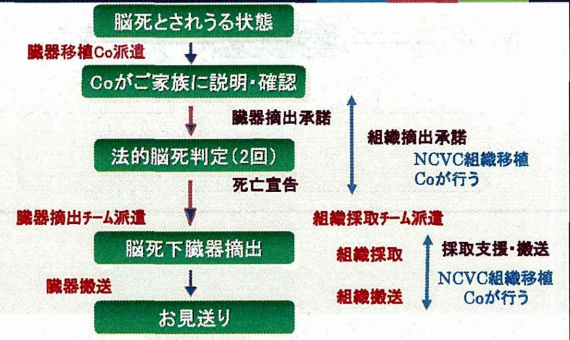 脳死とされうる状態
臓器移植Co派遣
Coがご家族に説明・確認
臓器摘出承諾
組織摘出承諾
NCVC組織移植
Coが行う
法的脳死判定(2回)
死亡宣告
臓器摘出チーム派遣
組織採取チーム派遣
脳死下臓器摘出
組織採取
採取支援・搬送
臓器搬送
NCVC組織移植
Coが行う
組織搬送
お見送り